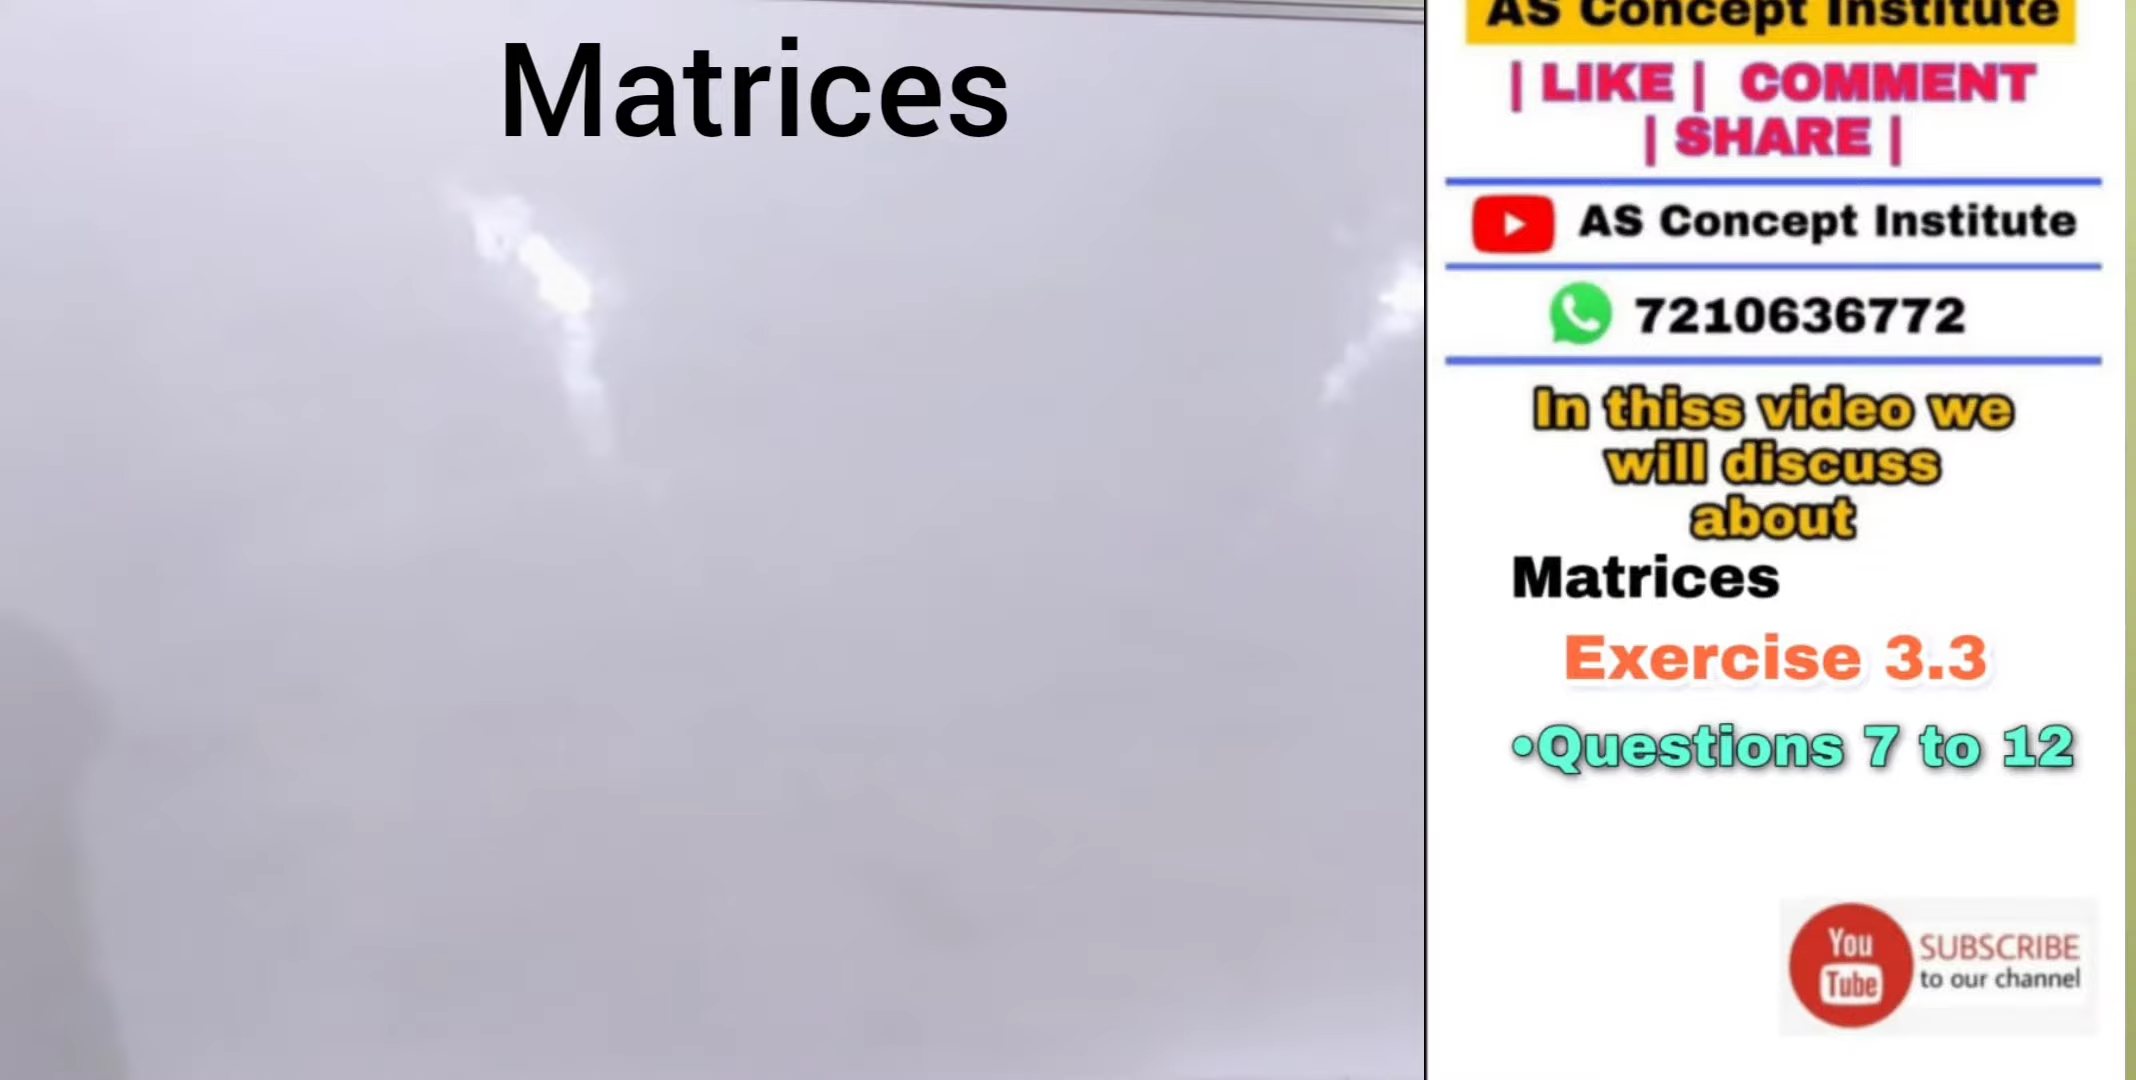 Matrices
AS Concept Institute
| LIKE | COMMENT
| SHARE |
AS Concept Institute
7210636772
In thiss video we
will discuss
about
Matrices
Exercise 3.3
•Questions 7 to 12
You
Tube
SUBSCRIBE
to our channel